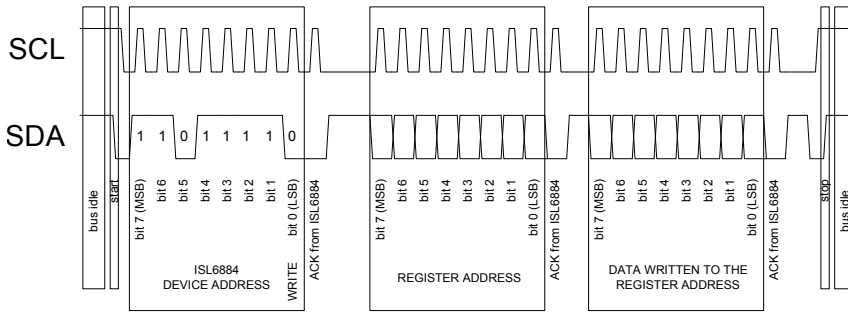 SCL
SDA
1 1 0 1 1 1 1 0
bus idle
start
bit 7 (MSB)
bit 6
bit 5
bit 4
bit 3
bit 2
bit 1
bit 0 (LSB)
ACK from ISL6884
bit 7 (MSB)
bit 6
bit 5
bit 4
bit 3
bit 2
bit 1
bit 0 (LSB)
ACK from ISL6884
bit 7 (MSB)
bit 6
bit 5
bit 4
bit 3
bit 2
bit 1
bit 0 (LSB)
ACK from ISL6884
stop
bus idle
ISL6884
DEVICE ADDRESS
WRITE
REGISTER ADDRESS
DATA WRITTEN TO THE
REGISTER ADDRESS